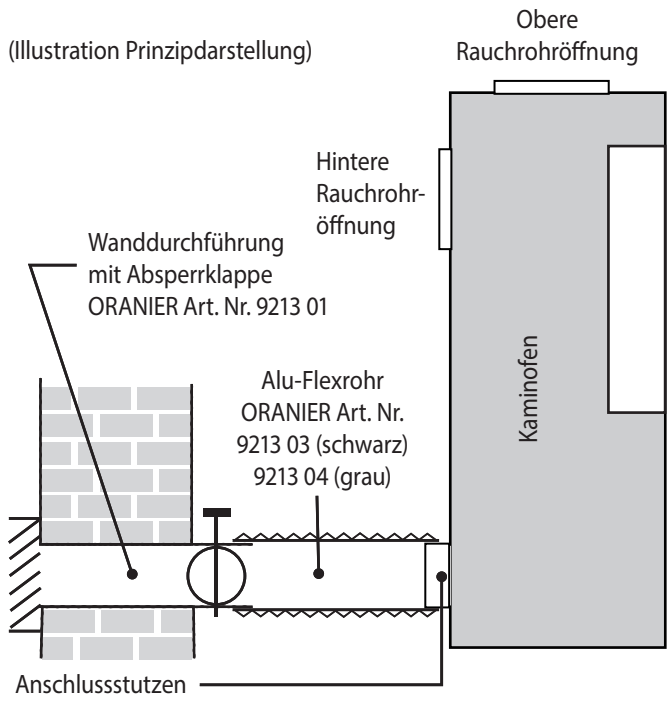 Obere
Rauchrohröffnung
(Illustration Prinzipdarstellung)
Hintere
Rauchrohr-
öffnung
Wanddurchführung
mit Absperrklappe
ORANIER Art. Nr. 9213 01
Kaminofen
Alu-Flexrohr
ORANIER Art. Nr.
9213 03 (schwarz)
9213 04 (grau)
Anschlussstutzen